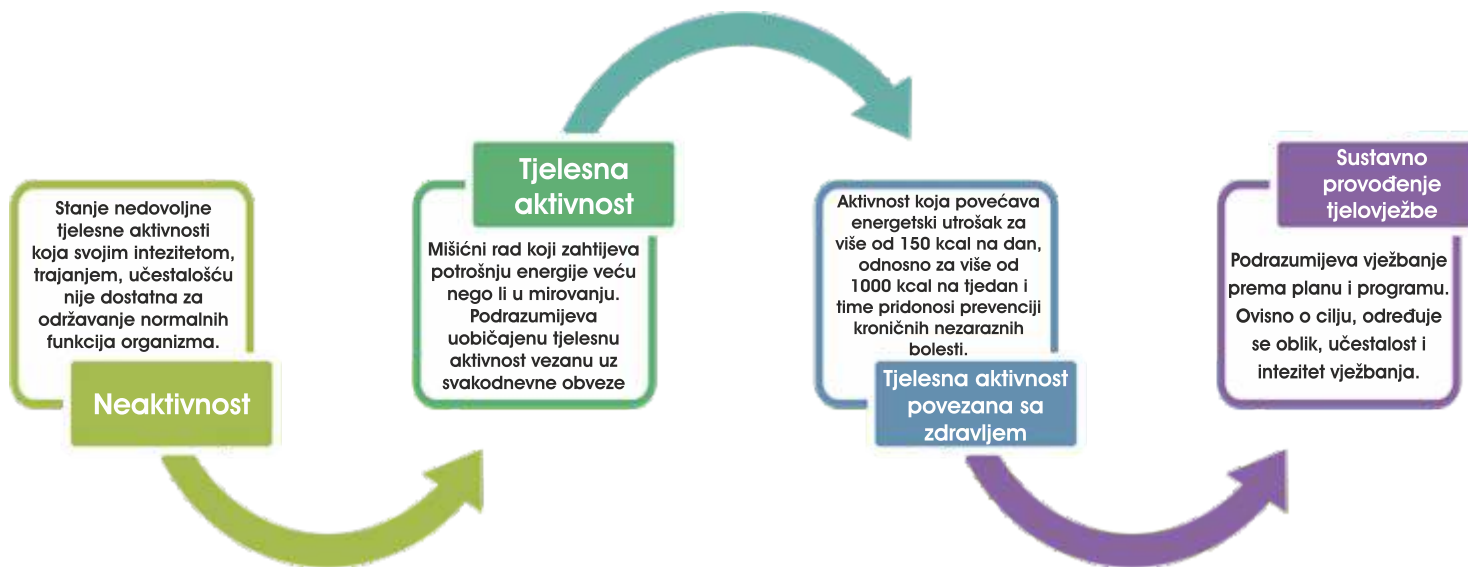 Stanje nedovoljne
tjelesne aktivnosti
koja svojim intezitetom,
trajanjem, učestalošću
nije dostatna za
održavanje normalnih
funkcija organizma.
Neaktivnost
Tjelesna
aktivnost
Mišićni rad koji zahtijeva
potrošnju energije veću
nego li u mirovanju.
Podrazumijeva
uobičajenu tjelesnu
aktivnost vezanu uz
svakodnevne obveze
Aktivnost koja povećava
energetski utrošak za
više od 150 kcal na dan,
odnosno za više od
1000 kcal na tjedan i
time pridonosi prevenciji
kroničnih nezaraznih
bolesti.
Tjelesna aktivnost
povezana sa
zdravljem
Sustavno
provođenje
tjelovježbe
Podrazumijeva vježbanje
prema planu i programu.
Ovisno o cilju, određuje
se oblik, učestalost i
intezitet vježbanja.